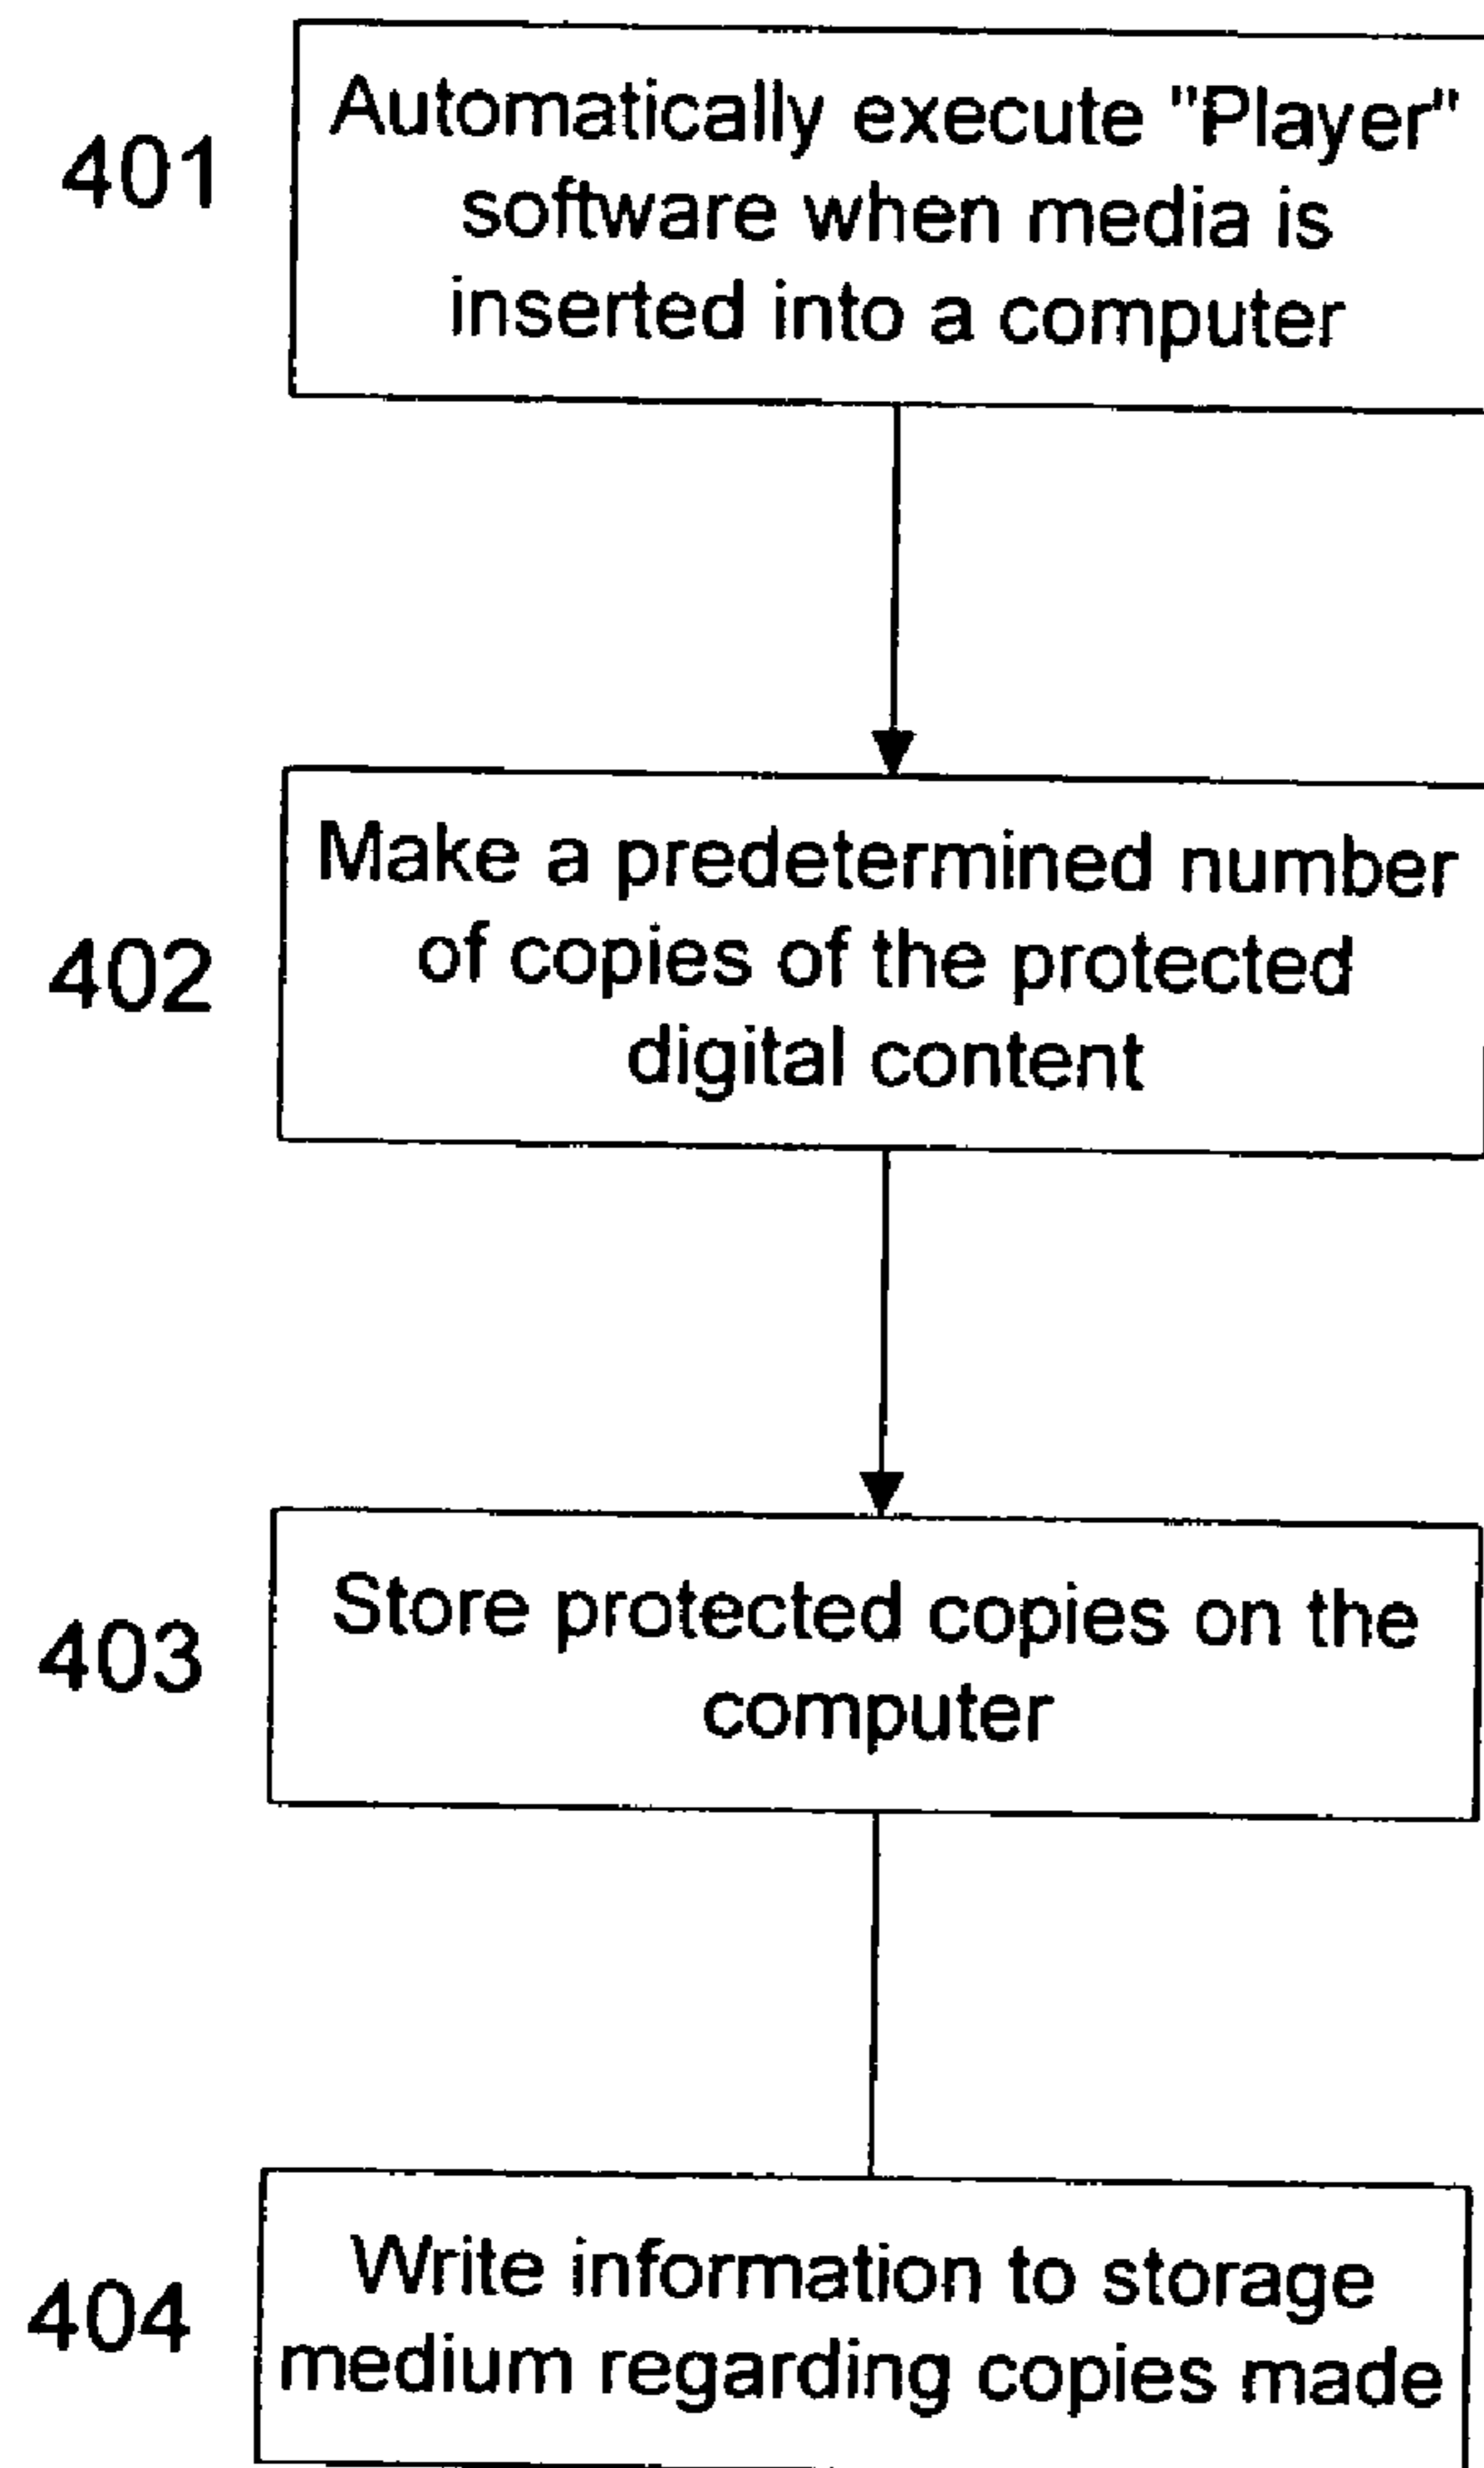 401
Automatically execute "Player"
software when media is
inserted into a computer
402
Make a predetermined number
of copies of the protected
digital content
403
Store protected copies on the
computer
404
Write information to storage
medium regarding copies made